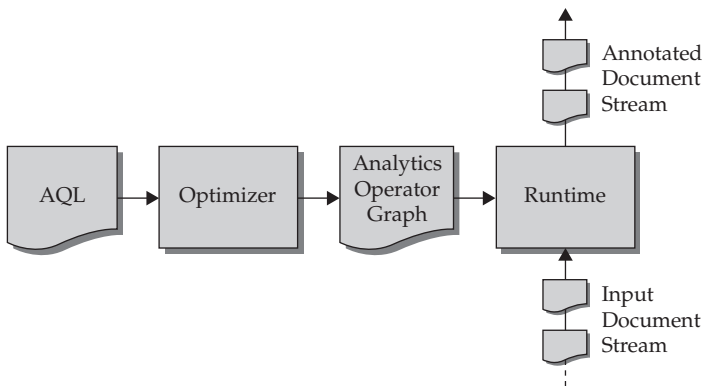 Annotated
Document
Stream
AQL
Optimizer
Analytics
Operator
Graph
Runtime
Input
Document
Stream